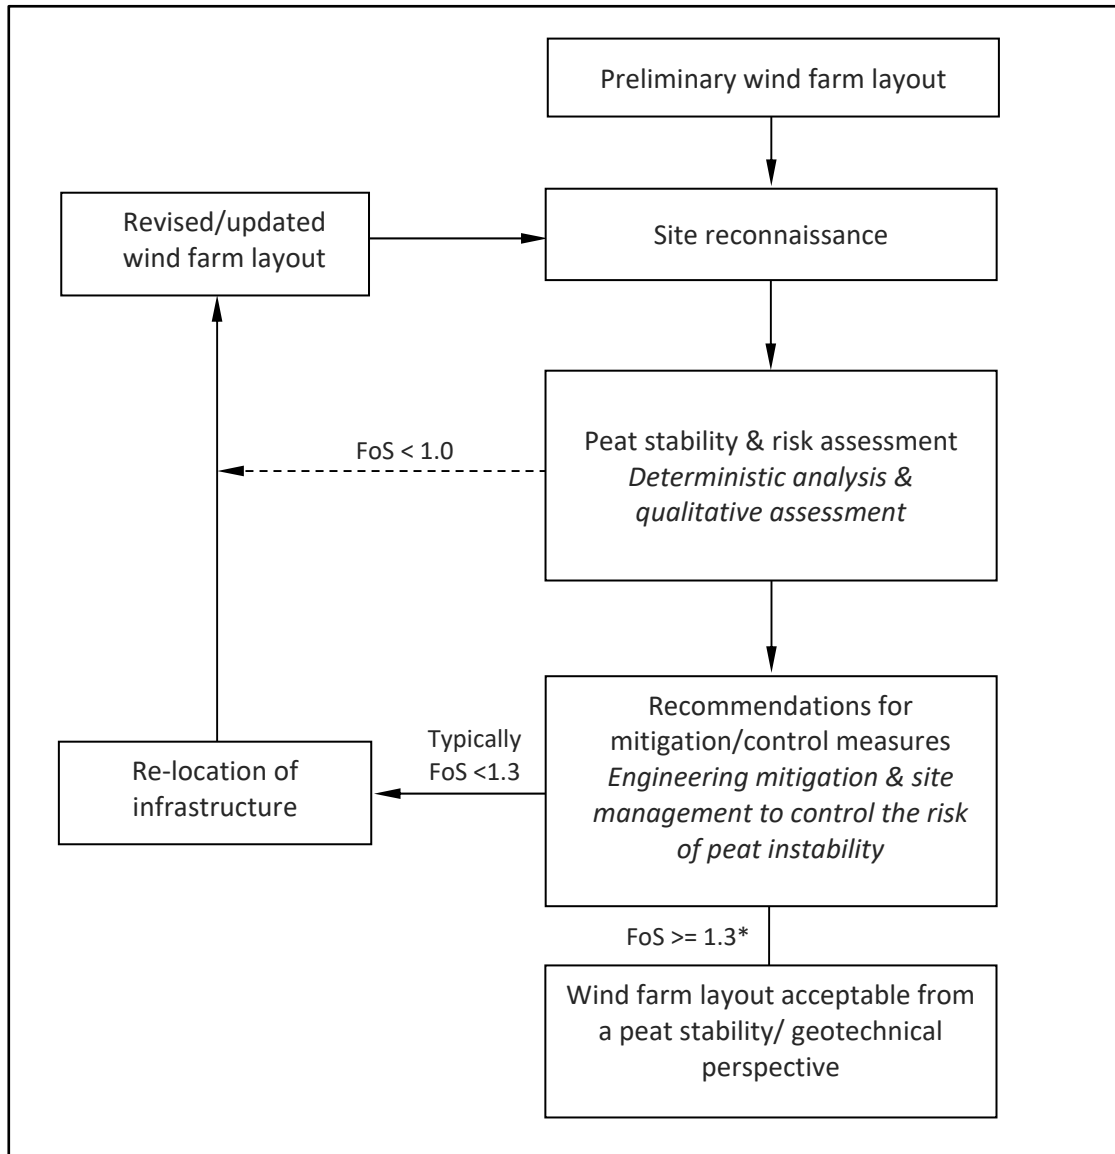 Preliminary wind farm layout
Revised/updated
wind farm layout
Site reconnaissance
FoS < 1.0
Peat stability & risk assessment
Deterministic analysis &
qualitative assessment
Re-location of
infrastructure
Typically
FoS <1.3
Recommendations for
mitigation/control measures
Engineering mitigation & site
management to control the risk
of peat instability
FoS >= 1.3*
Wind farm layout acceptable from
a peat stability/ geotechnical
perspective